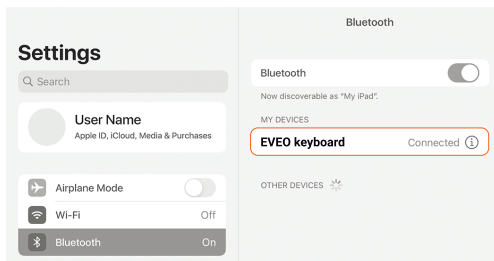 Settings
Search
User Name
Apple ID, iCloud, Media & Purchases
Airplane Mode
Wi-Fi Off
Bluetooth On
Bluetooth
Bluetooth
Now discoverable as “My iPad”.
MY DEVICES
EVEO keyboard Connected
OTHER DEVICES